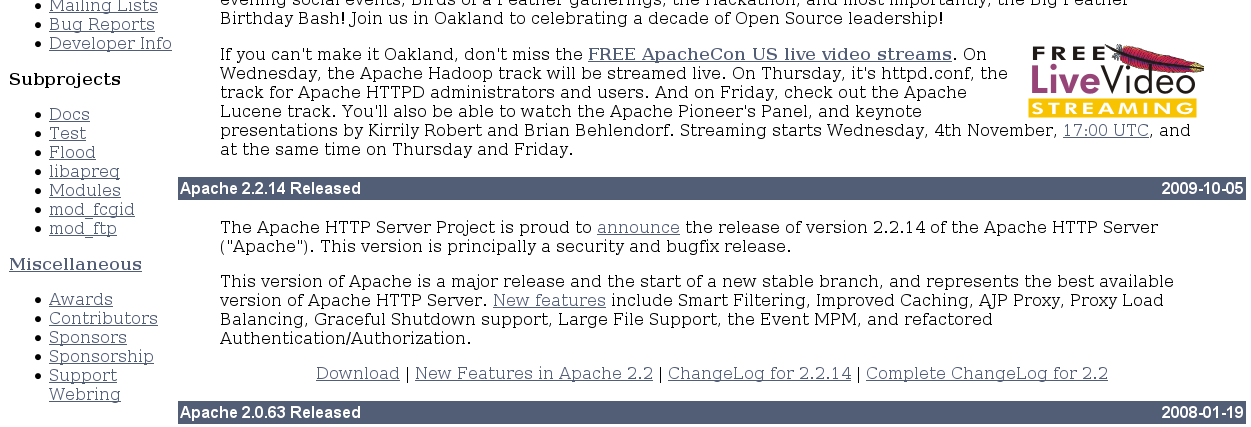 Mailing Lists
Bug Reports
Developer Info
Subprojects
Docs
Test
Flood
libapreq
Modules
mod_fcgid
mod_ftp
Miscellaneous
Awards
Contributors
Sponsors
Sponsorship
Support
Webring
evening social events, Birds of a Feather gatherings, the Hackathon, and most importantly, the Big Feather
Birthday Bash! Join us in Oakland to celebrating a decade of Open Source leadership!
If you can't make it Oakland, don't miss the FREE ApacheCon US live video streams. On
Wednesday, the Apache Hadoop track will be streamed live. On Thursday, it's httpd.conf, the
track for Apache HTTPD administrators and users. And on Friday, check out the Apache
Lucene track. You'll also be able to watch the Apache Pioneer's Panel, and keynote
presentations by Kirrily Robert and Brian Behlendorf. Streaming starts Wednesday, 4th November, 17:00 UTC, and
at the same time on Thursday and Friday.
FREE
LiveVideo
STREAMING
Apache 2.2.14 Released 2009-10-05
The Apache HTTP Server Project is proud to announce the release of version 2.2.14 of the Apache HTTP Server
("Apache"). This version is principally a security and bugfix release.
This version of Apache is a major release and the start of a new stable branch, and represents the best available
version of Apache HTTP Server. New features include Smart Filtering, Improved Caching, AJP Proxy, Proxy Load
Balancing, Graceful Shutdown support, Large File Support, the Event MPM, and refactored
Authentication/Authorization.
Download | New Features in Apache 2.2 | ChangeLog for 2.2.14 | Complete ChangeLog for 2.2
Apache 2.0.63 Released 2008-01-19